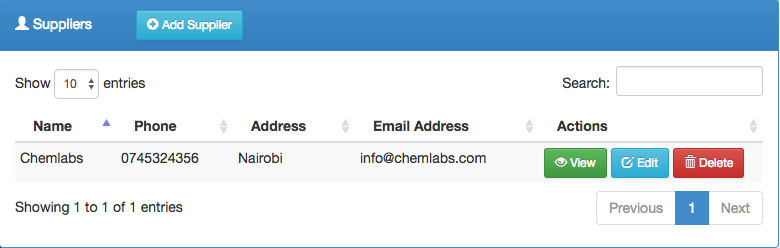 Suppliers Add Supplier
Show 10 entries Search:
Name Phone Address Email Address Actions
Chemlabs 0745324356 Nairobi info@chemlabs.com View Edit Delete
Showing 1 to 1 of 1 entries Previous 1 Next